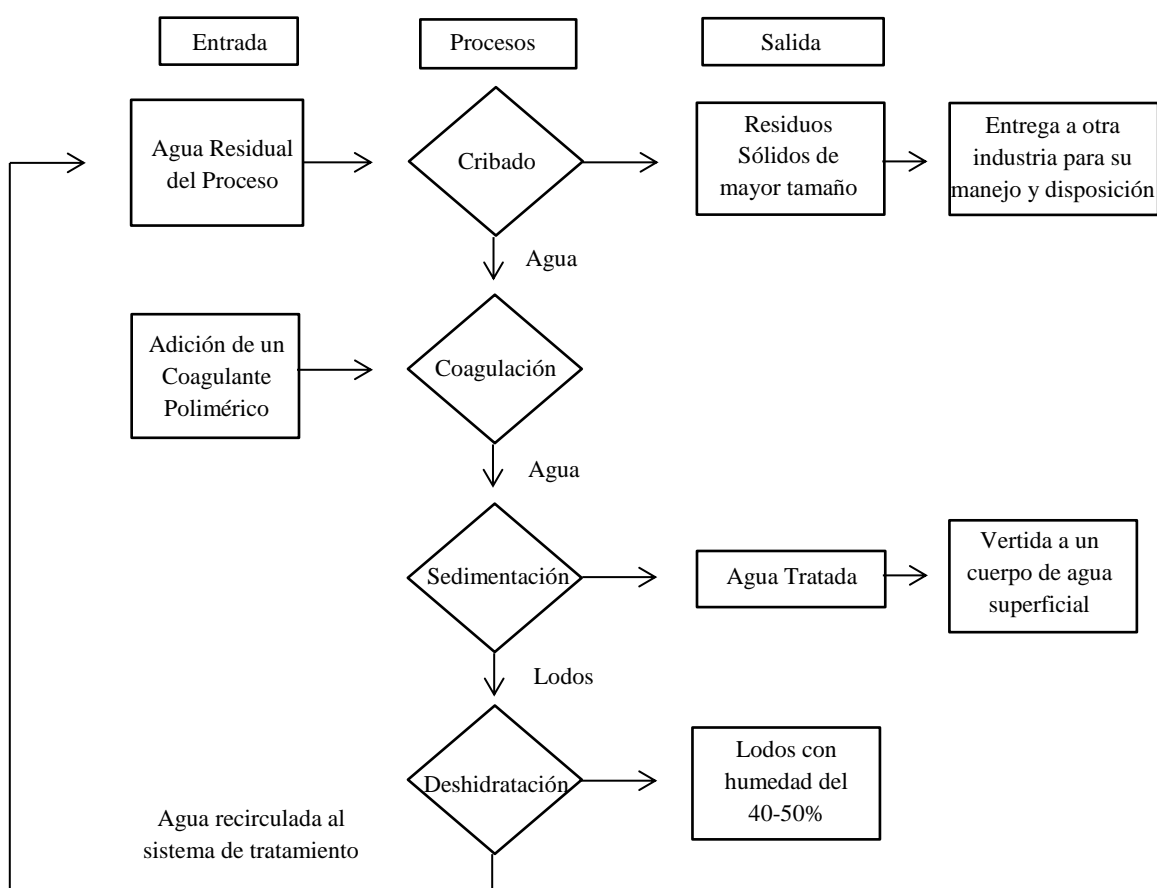 Entrada
Procesos
Salida
Agua Residual
del Proceso
Cribado
Residuos
Sólidos de
mayor tamaño
Entrega a otra
industria para su
manejo y disposición
Agua
Adición de un
Coagulante
Polimérico
Coagulación
Agua
Sedimentación
Agua Tratada
Vertida a un
cuerpo de agua
superficial
Lodos
Deshidratación
Lodos con
humedad del
40-50%
Agua recirculada al
sistema de tratamiento